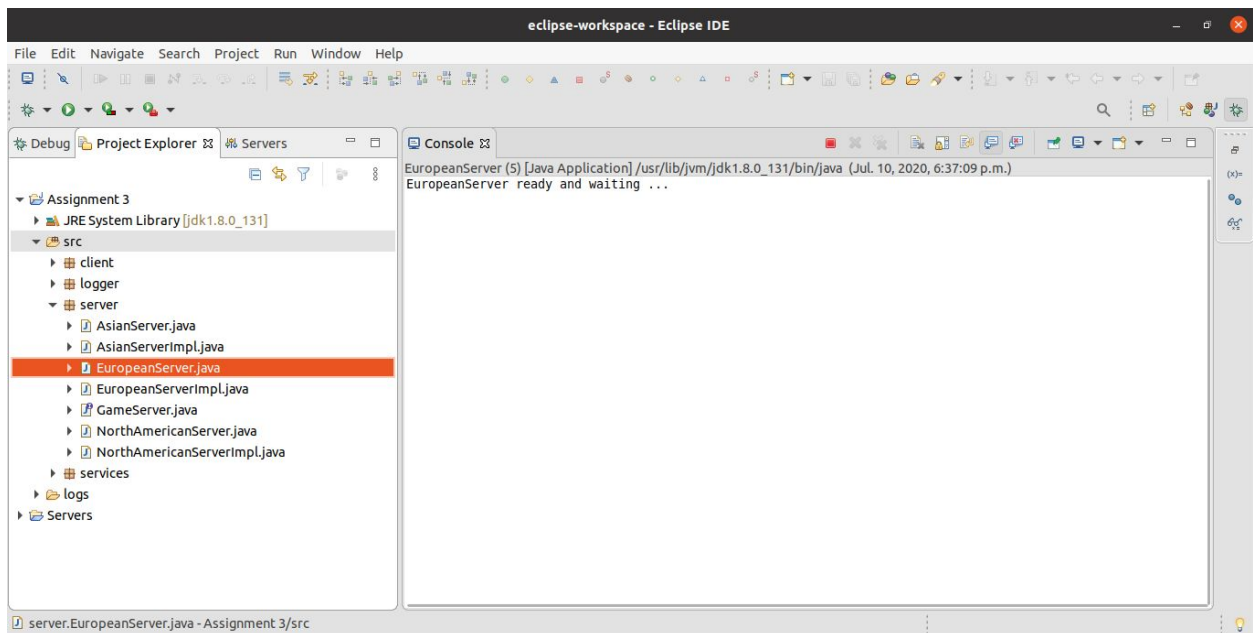 eclipse-workspace - Eclipse IDE
File Edit Navigate Search Project Run Window Help
Debug Project Explorer Servers
Assignment 3
JRE System Library [jdk1.8.0_131]
src
client
logger
server
AsianServer.java
AsianServerImpl.java
EuropeanServer.java
EuropeanServerImpl.java
GameServer.java
NorthAmericanServer.java
NorthAmericanServerImpl.java
services
logs
Servers
Console
EuropeanServer (5) [Java Application] /usr/lib/jvm/jdk1.8.0_131/bin/java (Jul. 10, 2020, 6:37:09 p.m.)
EuropeanServer ready and waiting ...
(x)=
server.EuropeanServer.java - Assignment 3/src